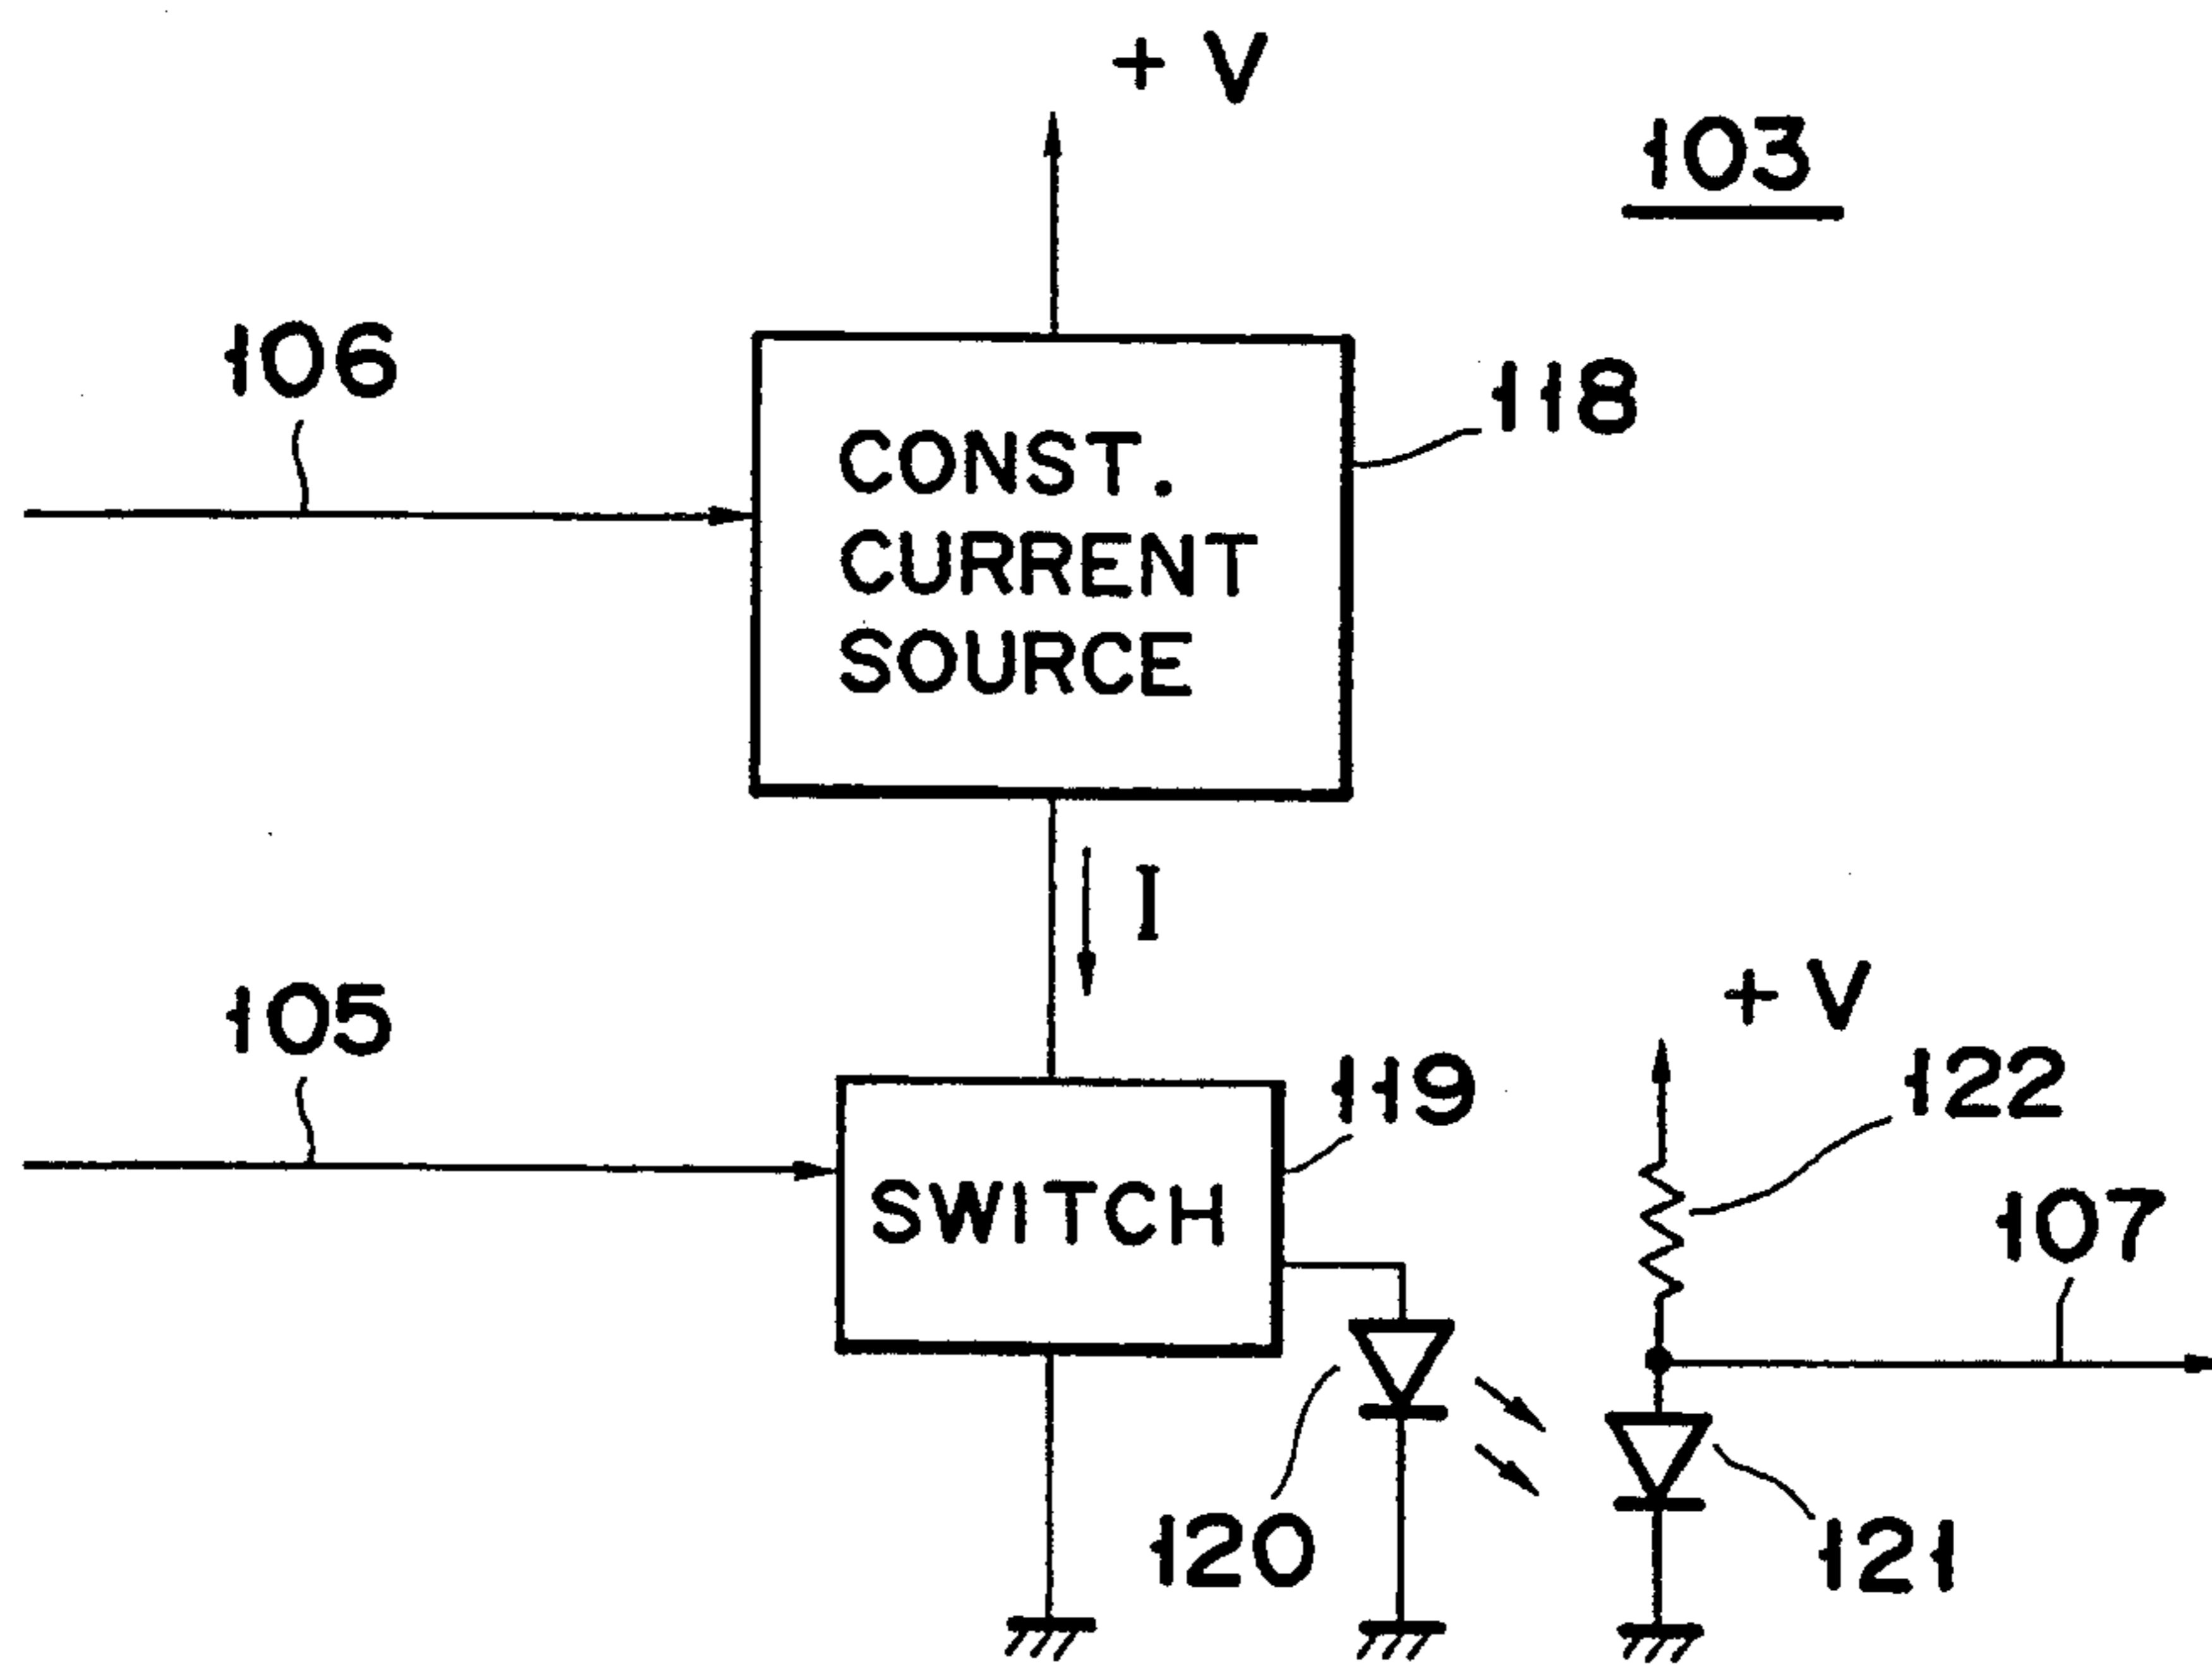 + V
103
106
118
CONST.
CURRENT
SOURCE
I
105
+ V
119
122
SWITCH
107
120
121